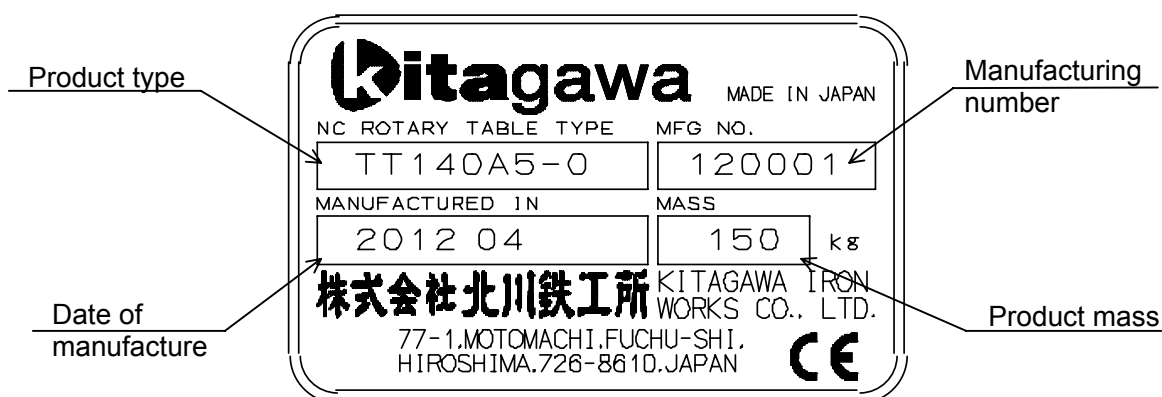 Kitagawa MADE IN JAPAN
Product type
Manufacturing
number
NC ROTARY TABLE TYPE MFG NO.
TT140A5-0 120001
MANUFACTURED IN MASS
2012 04 150 kg
株式会社北川鉄工所 KITAGAWA IRON
WORKS CO., LTD.
Date of
manufacture
Product mass
77-1.MOTOMACHI.FUCHU-SHI.
HIROSHIMA.726-8610.JAPAN CE